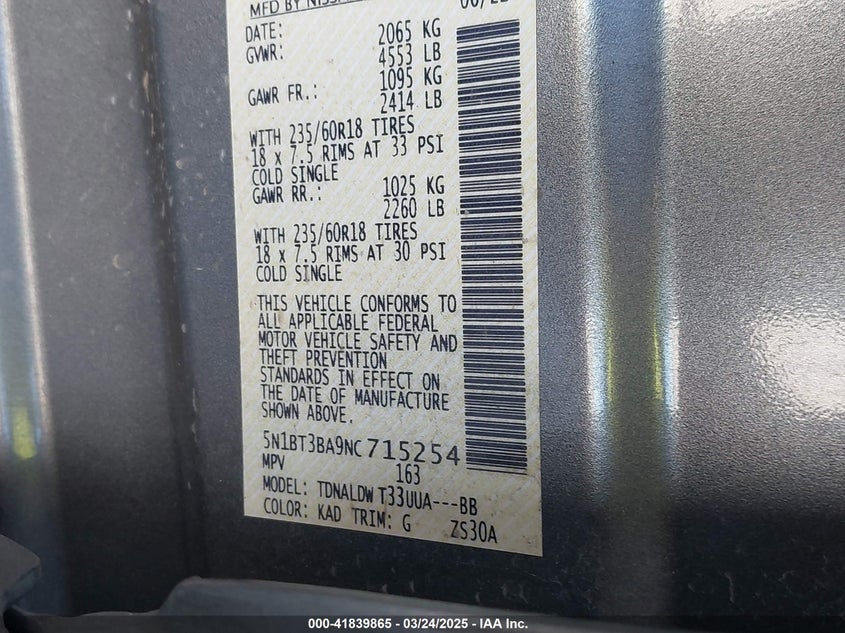 MFD BY NISSA
DATE:
GVWR: 2065 KG
4553 LB
GAWR FR.: 1095 KG
2414 LB
WITH 235/60R18 TIRES
18 x 7.5 RIMS AT 33 PSI
COLD SINGLE
GAWR RR.: 1025 KG
2260 LB
WITH 235/60R18 TIRES
18 x 7.5 RIMS AT 30 PSI
COLD SINGLE
THIS VEHICLE CONFORMS TO
ALL APPLICABLE FEDERAL
MOTOR VEHICLE SAFETY AND
THEFT PREVENTION
STANDARDS IN EFFECT ON
THE DATE OF MANUFACTURE
SHOWN ABOVE.
5N1BT3BA9NC715254
MPV 163
MODEL: TDNALDW T33UUA---BB
COLOR: KAD TRIM: G ZS30A
000-41839865 - 03/24/2025 - IAA Inc.